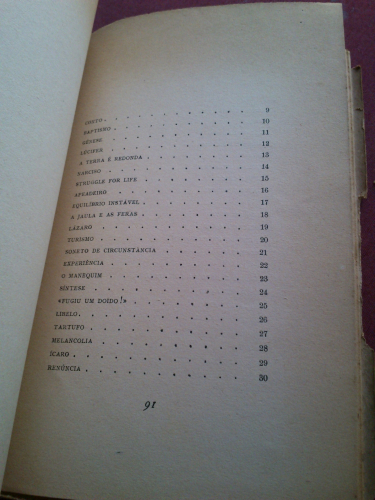 CRISTO . . . . . . . . . . 9
BAPTISMO . . . . . . . . . . 10
GÉNESE . . . . . . . . . . 11
LÚCIFER . . . . . . . . . . 12
A TERRA É REDONDA . . . . . . . . 13
NARCISO . . . . . . . . . . 14
STRUGGLE FOR LIFE . . . . . . . . 15
APEADEIRO . . . . . . . . . . 16
EQUILÍBRIO INSTÁVEL . . . . . . . . 17
A JAULA E AS FERAS . . . . . . . . 18
LÁZARO . . . . . . . . . . 19
TURISMO . . . . . . . . . . 20
SONETO DE CIRCUNSTÂNCIA . . . . . . 21
EXPERIÊNCIA . . . . . . . . . . 22
O MANEQUIM . . . . . . . . . . 23
SÍNTESE . . . . . . . . . . 24
«FUGIU UM DOIDO!» . . . . . . . . 25
LIBELO . . . . . . . . . . 26
TARTUFO . . . . . . . . . . 27
MELANCOLIA . . . . . . . . . . 28
ÍCARO . . . . . . . . . . 29
RENÚNCIA . . . . . . . . . . 30
91